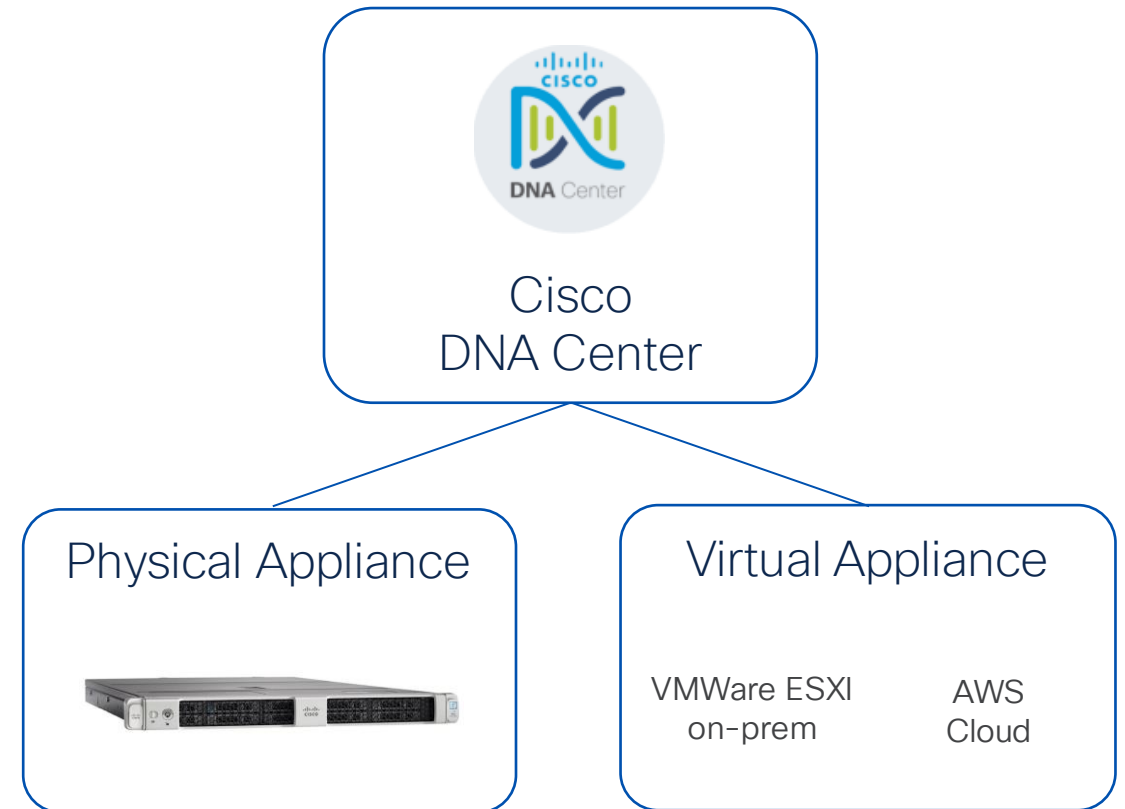 CISCO
DNA Center
Cisco
DNA Center
Physical Appliance
Virtual Appliance
VMWare ESXI
on-prem
AWS
Cloud